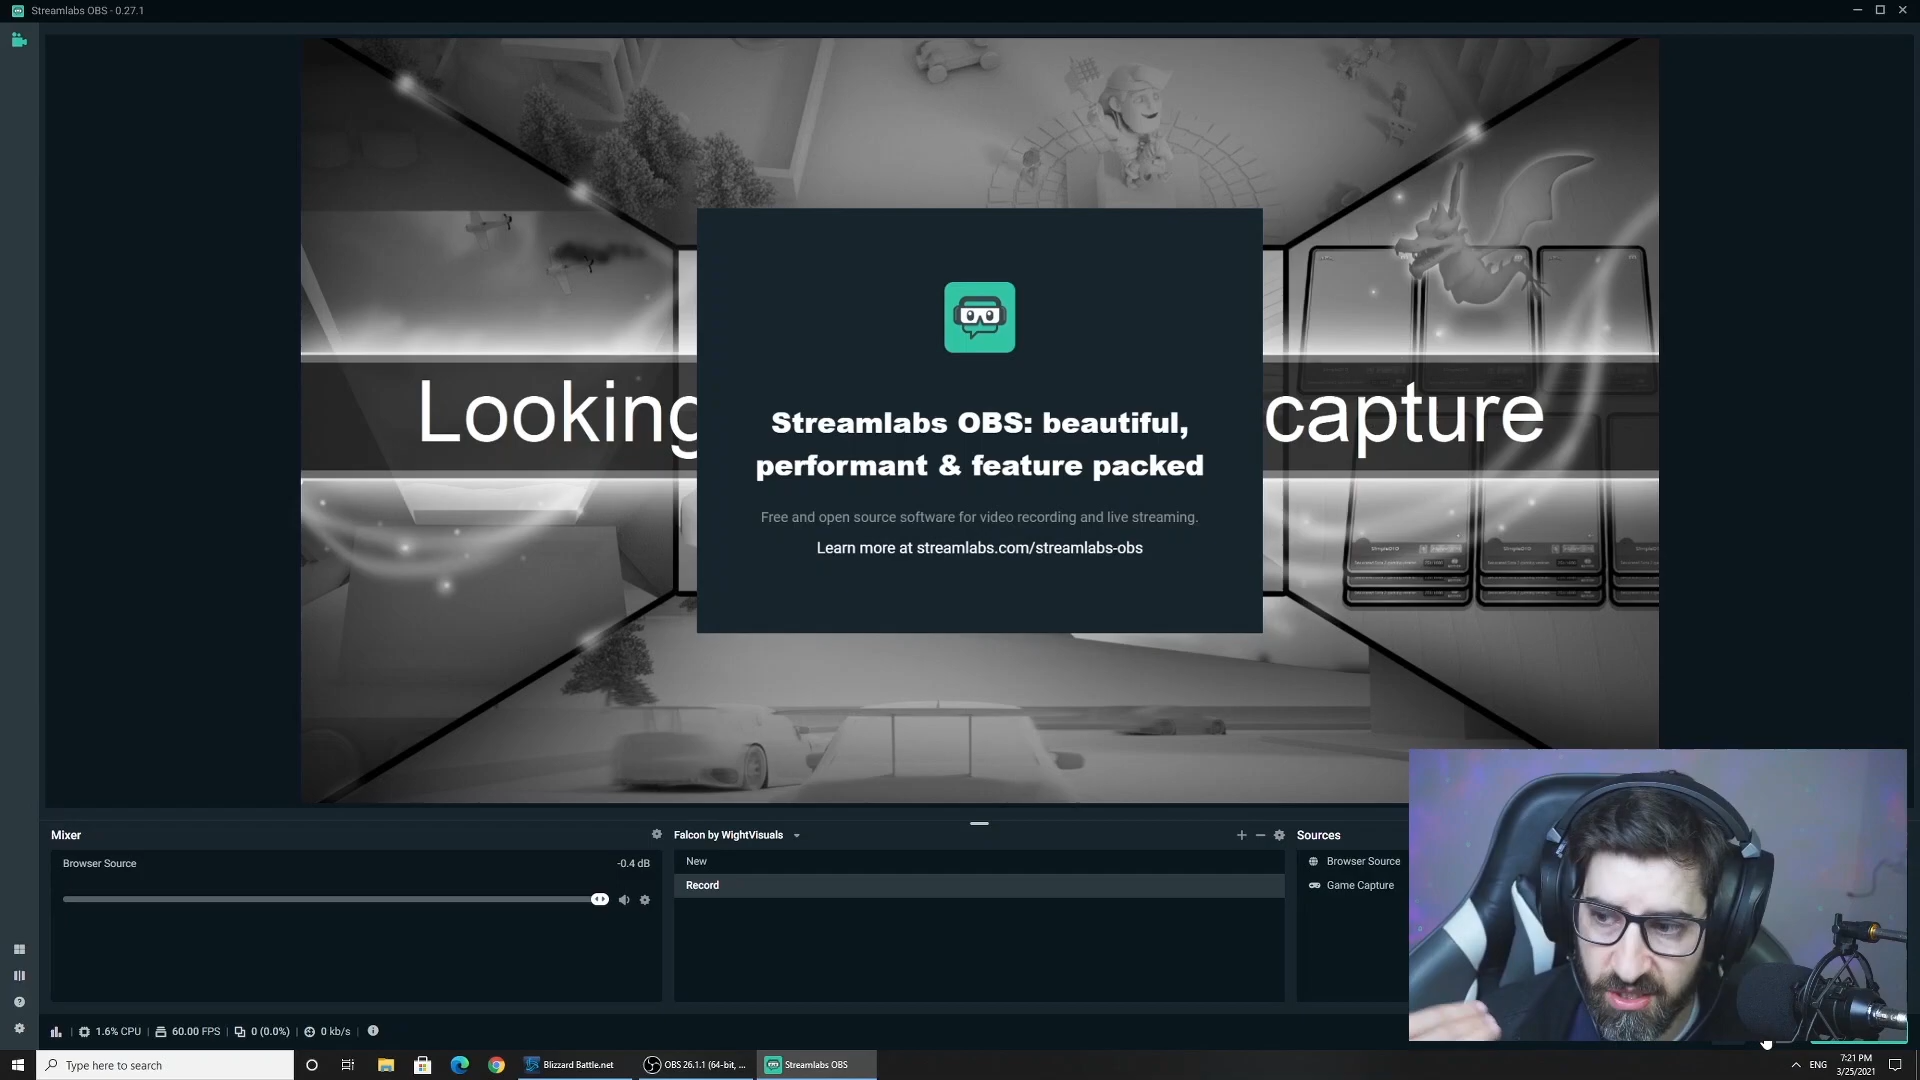 Streamlabs OBS - 0.27.1
Looking
capture
Streamlabs OBS: beautiful,
performant & feature packed
Free and open source software for video recording and live streaming.
Learn more at streamlabs.com/streamlabs-obs
Mixer
Falcon by WightVisuals
Sources
Browser Source
-0.4 dB
New
Browser Source
Record
Game Capture
1.6% CPU
60.00 FPS
0 (0.0%)
0 kb/s
Type here to search
Blizzard Battle.net
OBS 26.1.1 (64-bit, ...
Streamlabs OBS
ENG
7:21 PM
3/25/2021